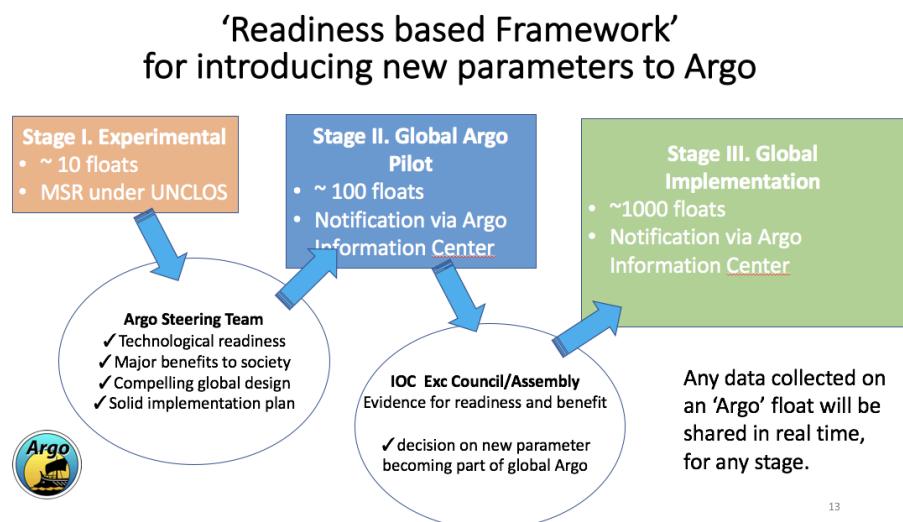 ‘Readiness based Framework’
for introducing new parameters to Argo
Stage I. Experimental
• ~ 10 floats
• MSR under UNCLOS
Stage II. Global Argo
Pilot
• ~ 100 floats
• Notification via Argo
Information Center
Stage III. Global
Implementation
• ~1000 floats
• Notification via Argo
Information Center
Argo Steering Team
✓Technological readiness
✓Major benefits to society
✓Compelling global design
✓Solid implementation plan
IOC Exc Council/Assembly
Evidence for readiness and benefit
✓decision on new parameter
becoming part of global Argo
Any data collected on
an ‘Argo’ float will be
shared in real time,
for any stage.
Argo
13